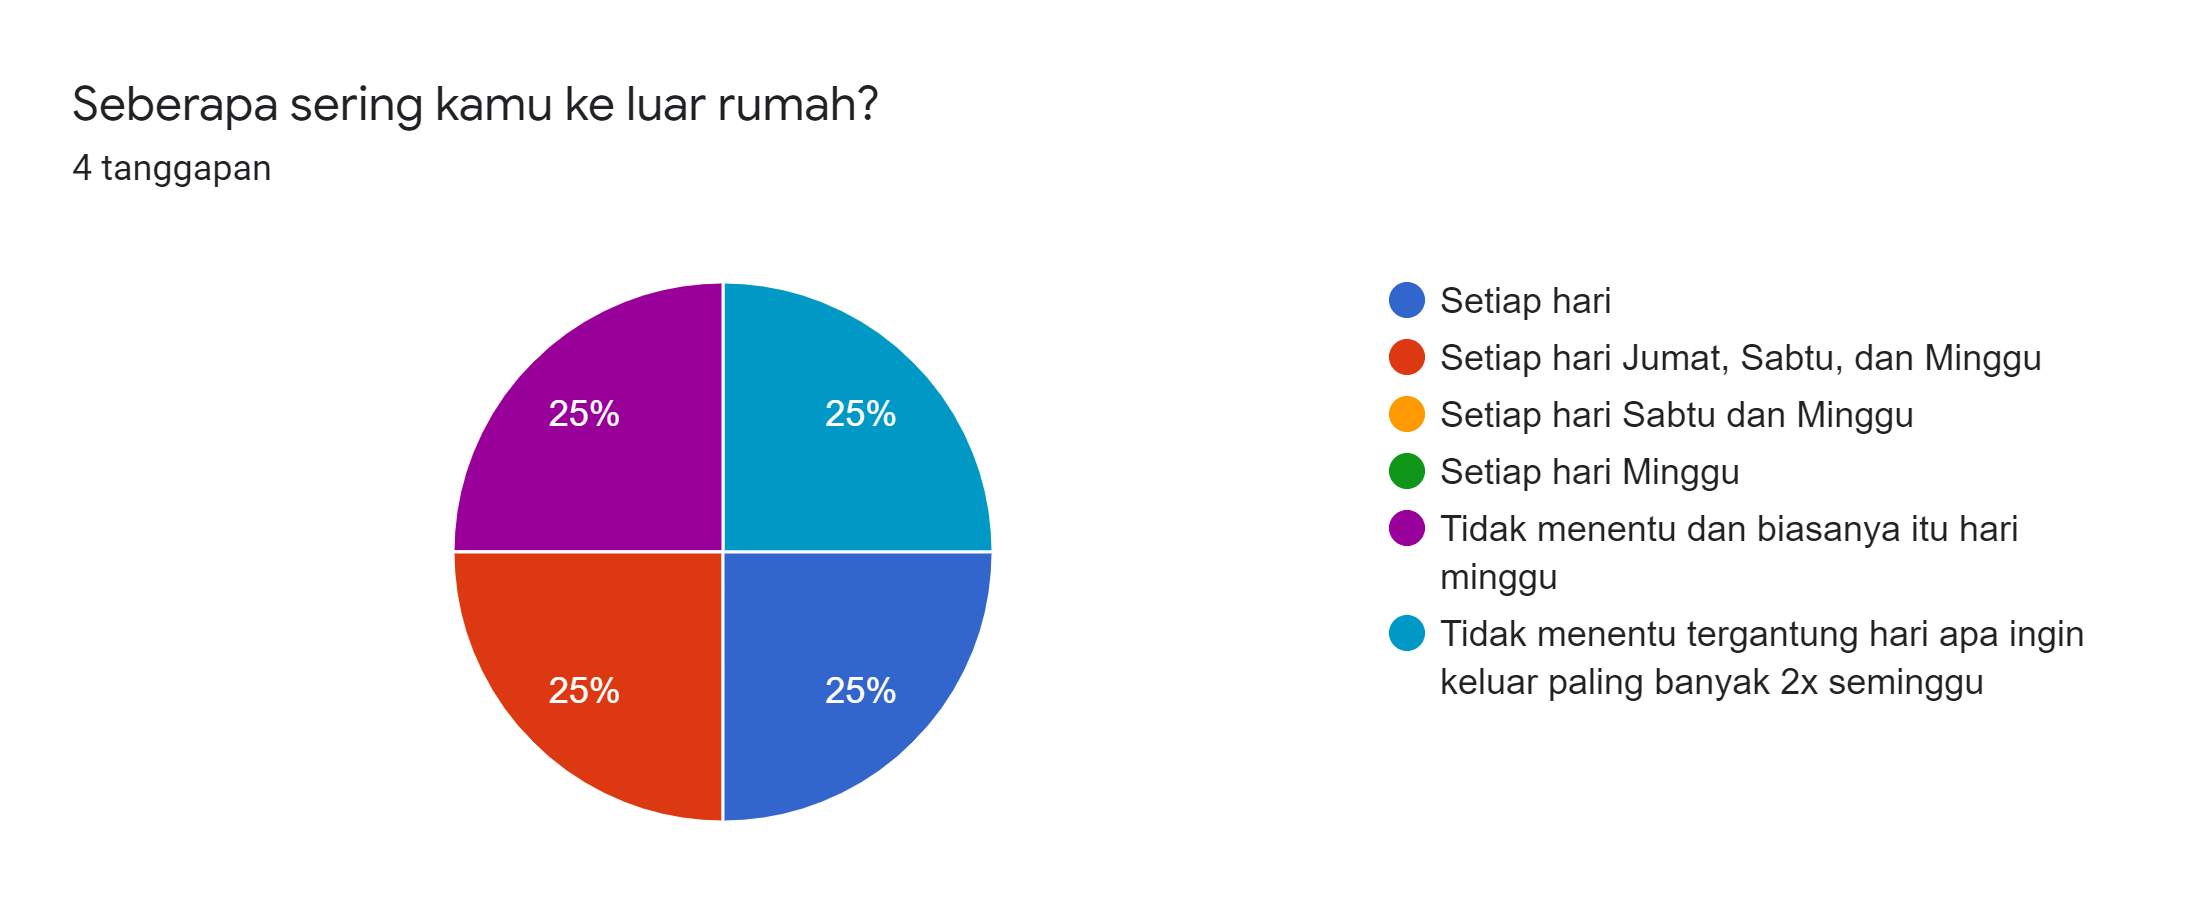 Seberapa sering kamu ke luar rumah?
4 tanggapan
25%
25%
25%
25%
Setiap hari
Setiap hari Jumat, Sabtu, dan Minggu
Setiap hari Sabtu dan Minggu
Setiap hari Minggu
Tidak menentu dan biasanya itu hari
minggu
Tidak menentu tergantung hari apa ingin
keluar paling banyak 2x seminggu